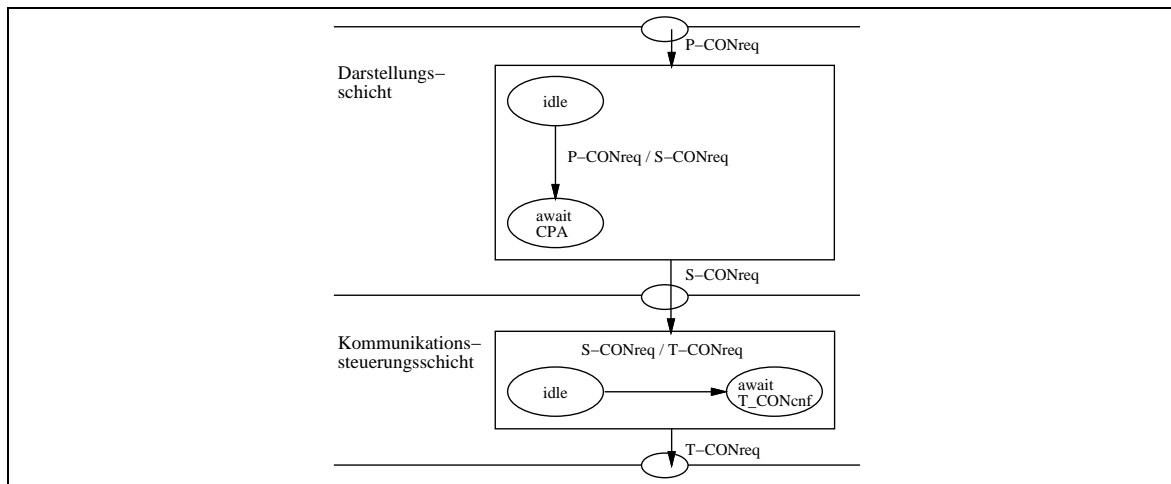 P–CONreq
Darstellungs–
schicht
idle
P–CONreq / S–CONreq
await
CPA
S–CONreq
Kommunikations–
steuerungsschicht
S–CONreq / T–CONreq
idle
await
T_CONcnf
T–CONreq